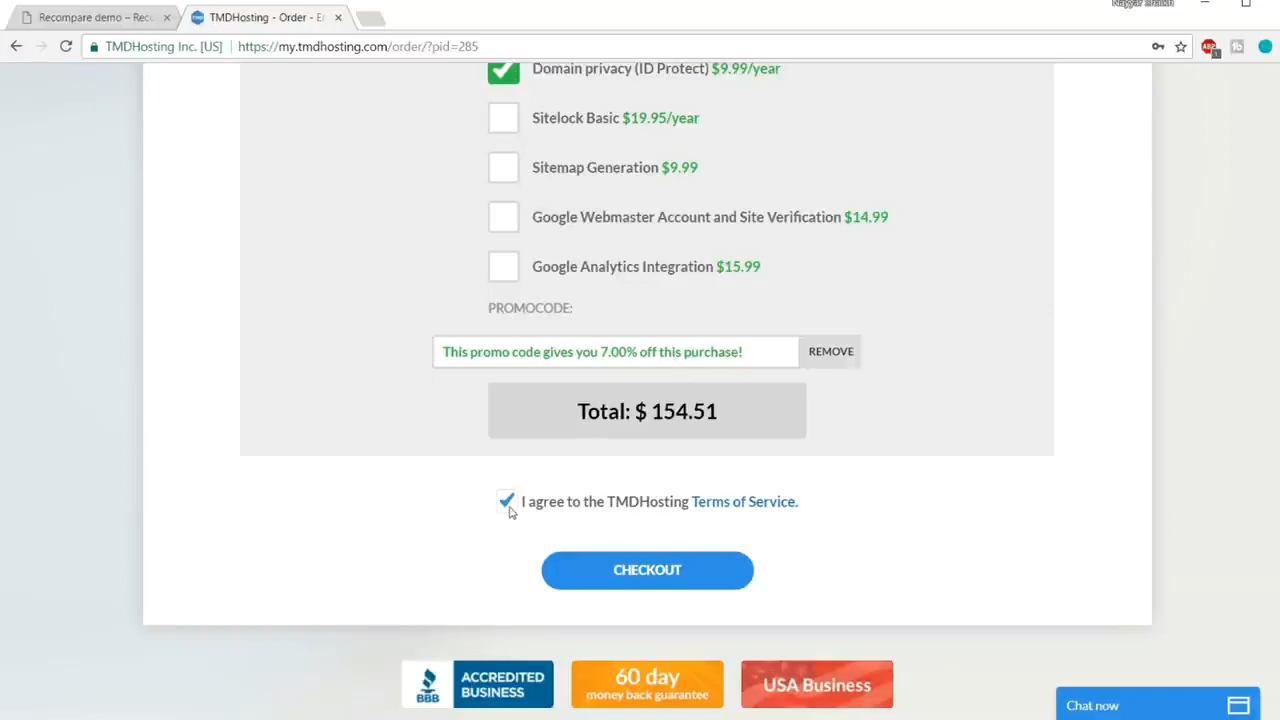 Recompare demo – Rec
TMDHosting - Order - Er
TMDHosting Inc. [US]
https://my.tmdhosting.com/order/?pid=285
Domain privacy (ID Protect) $9.99/year
Sitelock Basic $19.95/year
Sitemap Generation $9.99
Google Webmaster Account and Site Verification $14.99
Google Analytics Integration $15.99
PROMOCODE:
This promo code gives you 7.00% off this purchase!
REMOVE
Total: $ 154.51
I agree to the TMDHosting Terms of Service.
CHECKOUT
BBB
ACCREDITED
BUSINESS
60 day
money back guarantee
USA Business
Chat now